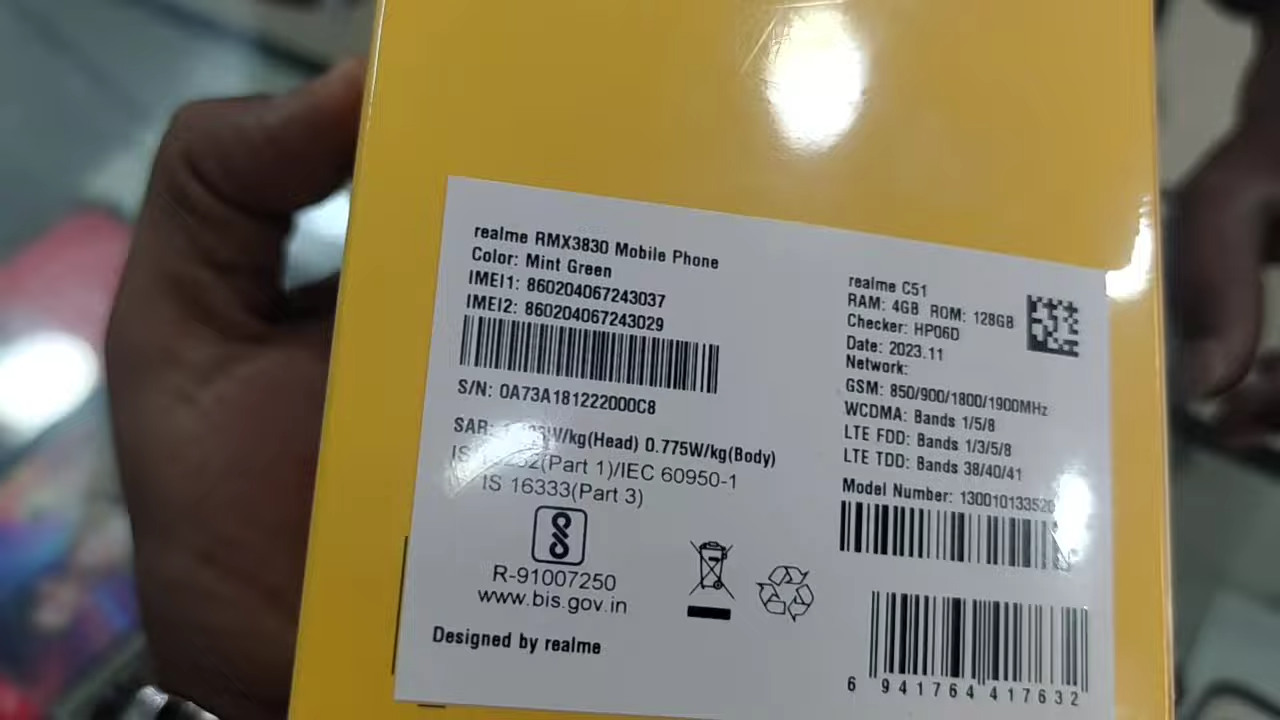 realme RMX3830 Mobile Phone
Color: Mint Green
IMEI1: 860204067243037
IMEI2: 860204067243029
S/N: 0A73A181222000C8
SAR: (Head) 0.775W/kg(Body)
IS (Part 1)/IEC 60950-1
IS 16333(Part 3)
R-91007250
www.bis.gov.in
Designed by realme
realme C51
RAM: 4GB ROM: 128GB
Checker: HP06D
Date: 2023.11
Network:
GSM: 850/900/1800/1900MHz
WCDMA: Bands 1/5/8
LTE FDD: Bands 1/3/5/8
LTE TDD: Bands 38/40/41
Model Number:
6 941764 417632